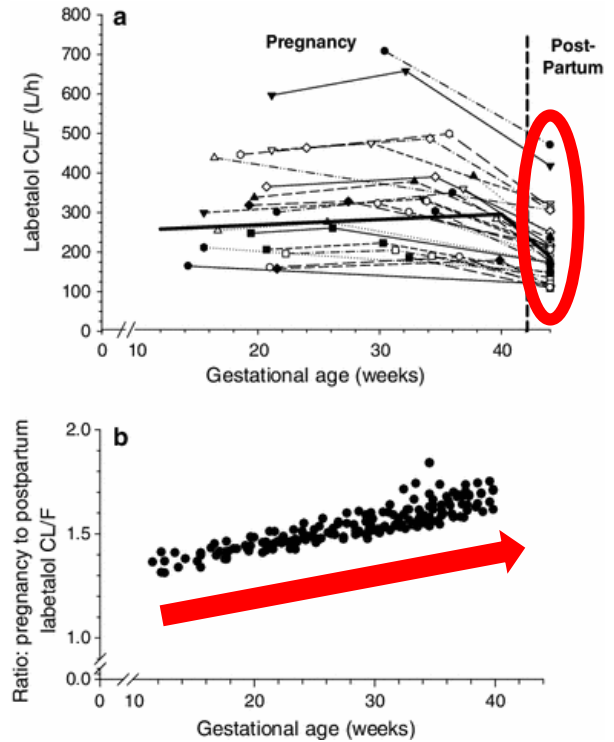 a
Pregnancy
Post-
Partum
Labetalol CL/F (L/h)
800
700
600
500
400
300
200
100
0
0 10 20 30 40
Gestational age (weeks)
b
Ratio: pregnancy to postpartum
labetalol CL/F
2.0
1.5
1.0
0.0
0 10 20 30 40
Gestational age (weeks)